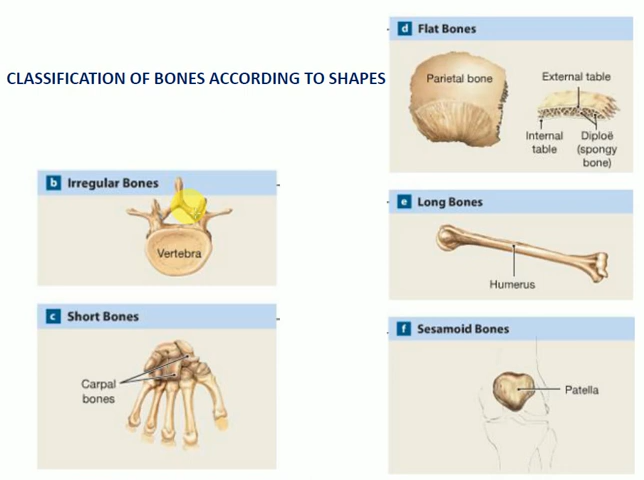 CLASSIFICATION OF BONES ACCORDING TO SHAPES
b Irregular Bones
Vertebra
c Short Bones
Carpal
bones
d Flat Bones
Parietal bone
External table
Internal
table
Diploë
(spongy
bone)
e Long Bones
Humerus
f Sesamoid Bones
Patella